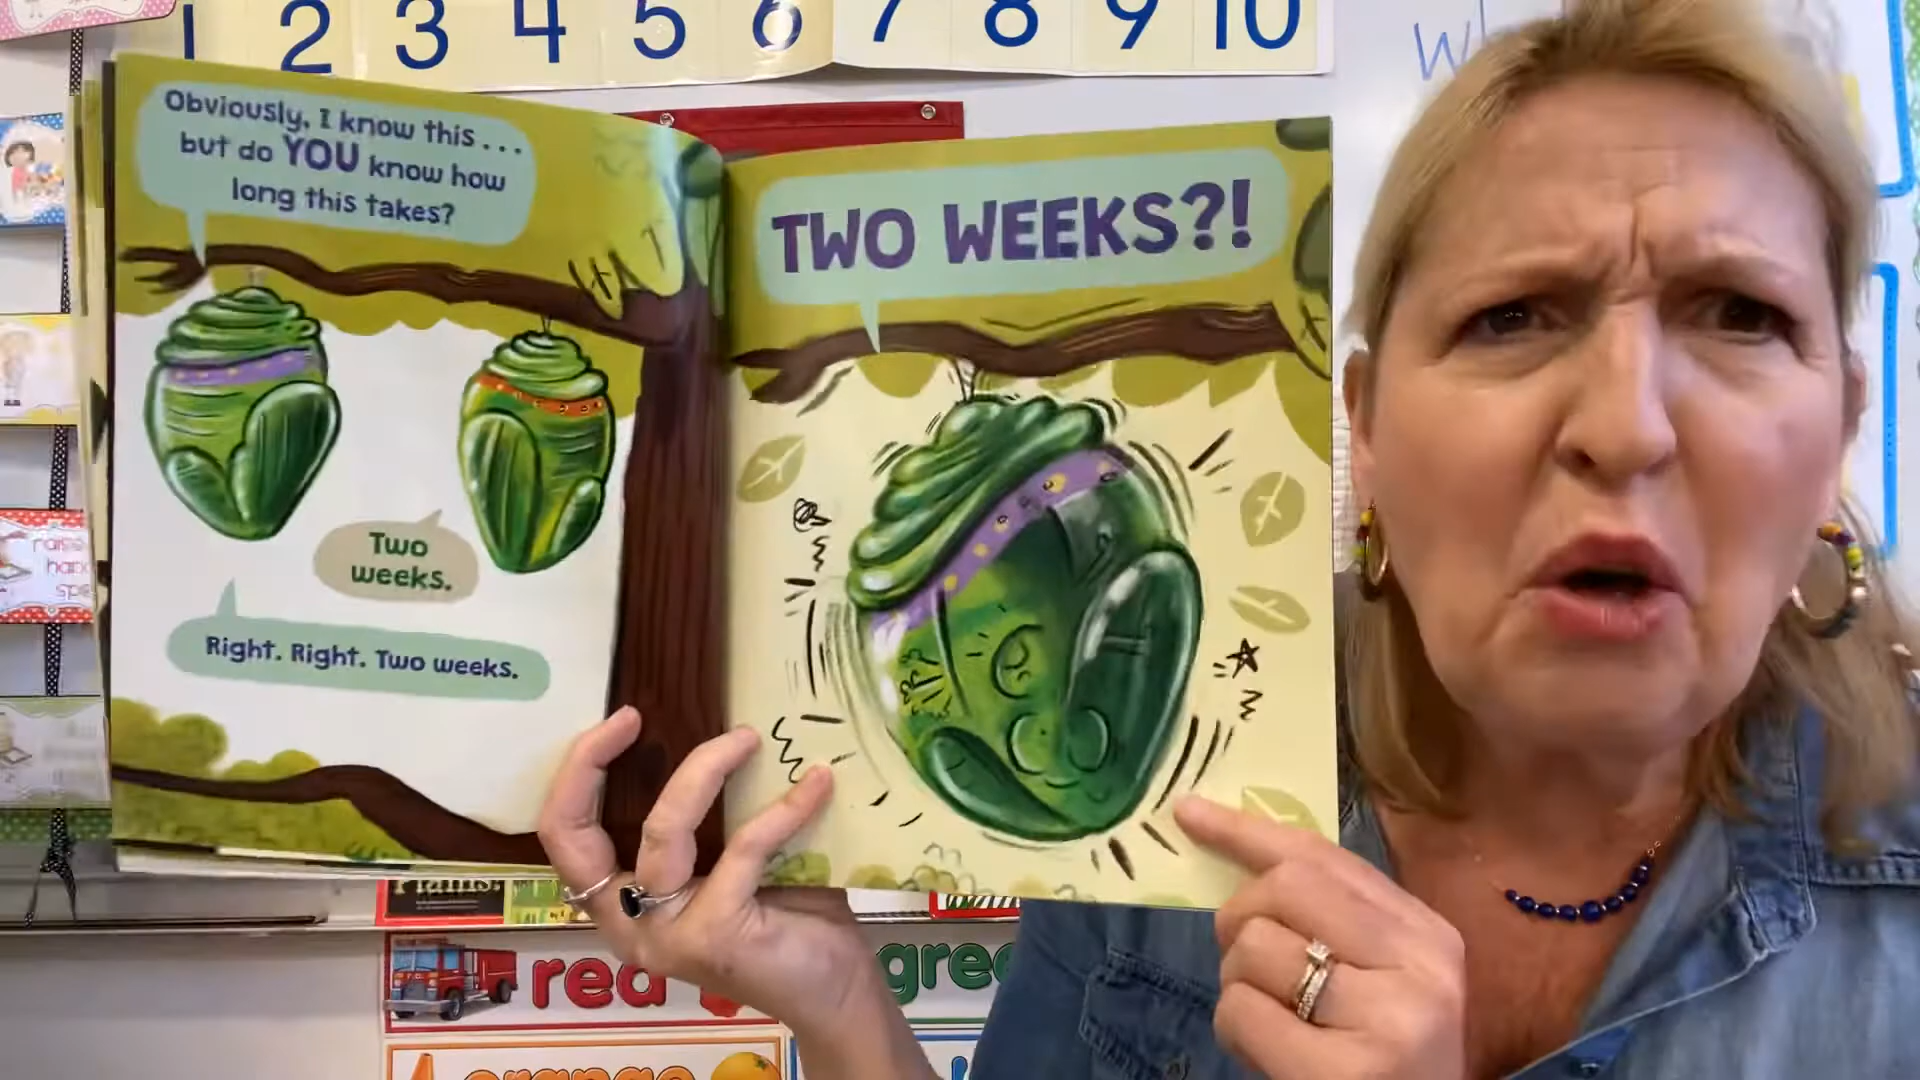 1 2 3 4 5 6 7 8 9 10
Obviously, I know this...
but do YOU know how
long this takes?
Two
weeks.
Right. Right. Two weeks.
TWO WEEKS?!
red
orange